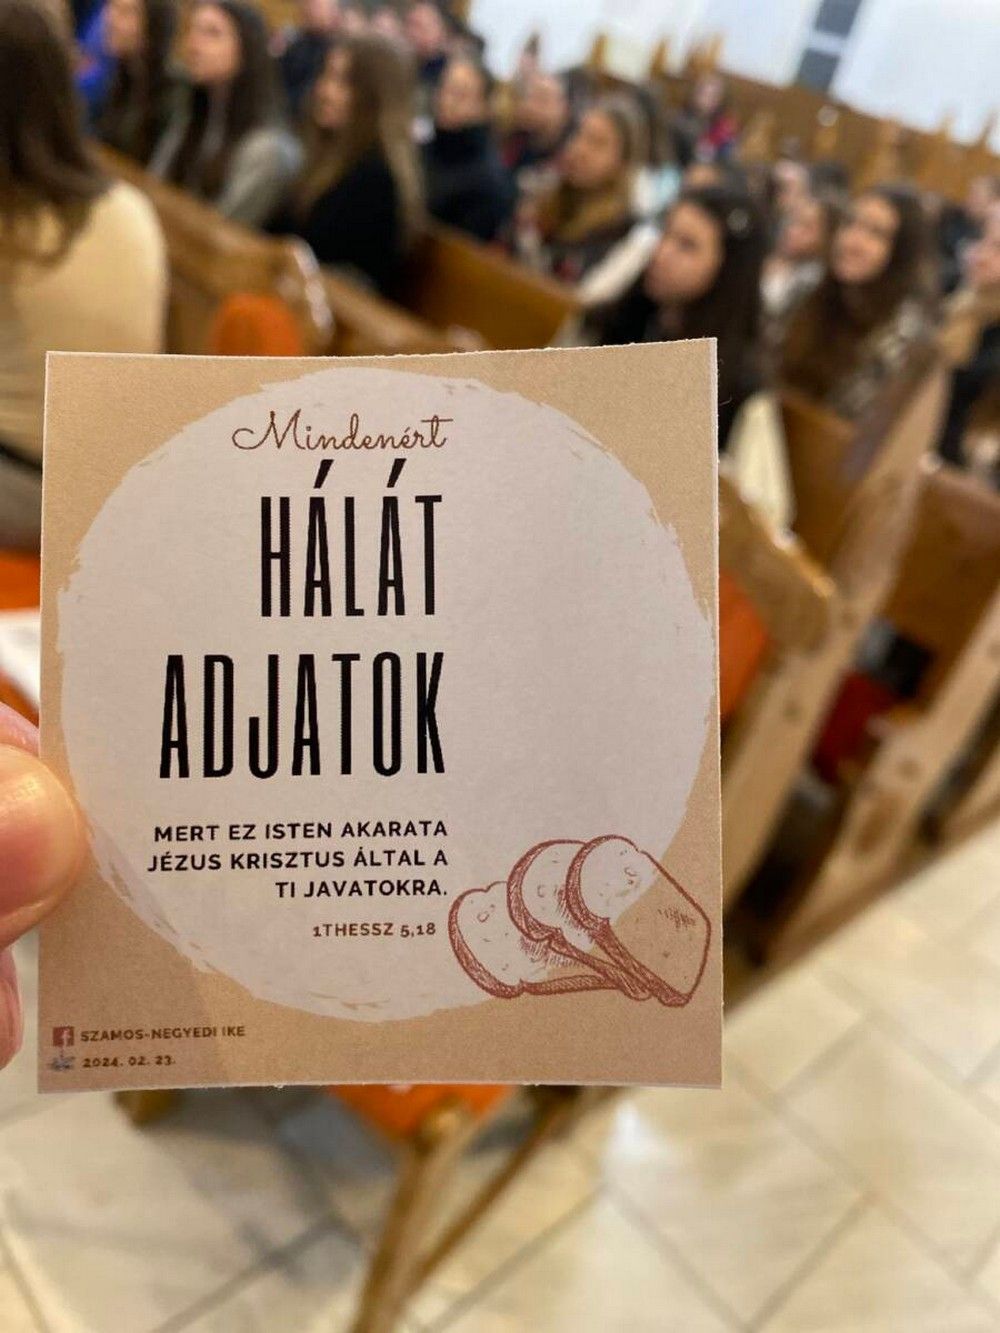 Mindenért
HÁLÁT
ADJATOK
MERT EZ ISTEN AKARATA
JÉZUS KRISZTUS ÁLTAL A
TI JAVATOKRA.
1THESSZ 5,18
SZAMOS-NEGYEDI IKE
2024. 02. 23.